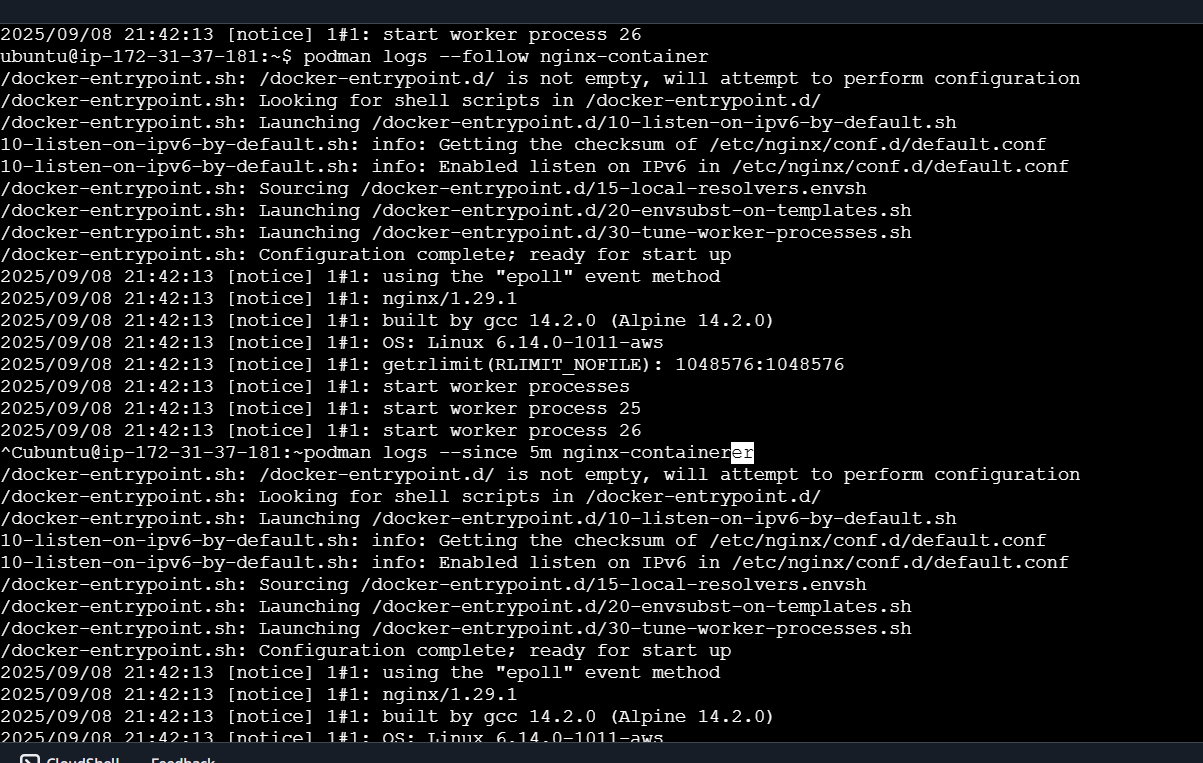 2025/09/08 21:42:13 [notice] 1#1: start worker process 26
ubuntu@ip-172-31-37-181:~$ podman logs --follow nginx-container
/docker-entrypoint.sh: /docker-entrypoint.d/ is not empty, will attempt to perform configuration
/docker-entrypoint.sh: Looking for shell scripts in /docker-entrypoint.d/
/docker-entrypoint.sh: Launching /docker-entrypoint.d/10-listen-on-ipv6-by-default.sh
10-listen-on-ipv6-by-default.sh: info: Getting the checksum of /etc/nginx/conf.d/default.conf
10-listen-on-ipv6-by-default.sh: info: Enabled listen on IPv6 in /etc/nginx/conf.d/default.conf
/docker-entrypoint.sh: Sourcing /docker-entrypoint.d/15-local-resolvers.envsh
/docker-entrypoint.sh: Launching /docker-entrypoint.d/20-envsubst-on-templates.sh
/docker-entrypoint.sh: Launching /docker-entrypoint.d/30-tune-worker-processes.sh
/docker-entrypoint.sh: Configuration complete; ready for start up
2025/09/08 21:42:13 [notice] 1#1: using the "epoll" event method
2025/09/08 21:42:13 [notice] 1#1: nginx/1.29.1
2025/09/08 21:42:13 [notice] 1#1: built by gcc 14.2.0 (Alpine 14.2.0)
2025/09/08 21:42:13 [notice] 1#1: OS: Linux 6.14.0-1011-aws
2025/09/08 21:42:13 [notice] 1#1: getrlimit(RLIMIT_NOFILE): 1048576:1048576
2025/09/08 21:42:13 [notice] 1#1: start worker processes
2025/09/08 21:42:13 [notice] 1#1: start worker process 25
2025/09/08 21:42:13 [notice] 1#1: start worker process 26
^Cubuntu@ip-172-31-37-181:~podman logs --since 5m nginx-containerer
/docker-entrypoint.sh: /docker-entrypoint.d/ is not empty, will attempt to perform configuration
/docker-entrypoint.sh: Looking for shell scripts in /docker-entrypoint.d/
/docker-entrypoint.sh: Launching /docker-entrypoint.d/10-listen-on-ipv6-by-default.sh
10-listen-on-ipv6-by-default.sh: info: Getting the checksum of /etc/nginx/conf.d/default.conf
10-listen-on-ipv6-by-default.sh: info: Enabled listen on IPv6 in /etc/nginx/conf.d/default.conf
/docker-entrypoint.sh: Sourcing /docker-entrypoint.d/15-local-resolvers.envsh
/docker-entrypoint.sh: Launching /docker-entrypoint.d/20-envsubst-on-templates.sh
/docker-entrypoint.sh: Launching /docker-entrypoint.d/30-tune-worker-processes.sh
/docker-entrypoint.sh: Configuration complete; ready for start up
2025/09/08 21:42:13 [notice] 1#1: using the "epoll" event method
2025/09/08 21:42:13 [notice] 1#1: nginx/1.29.1
2025/09/08 21:42:13 [notice] 1#1: built by gcc 14.2.0 (Alpine 14.2.0)
2025/09/08 21:42:13 [notice] 1#1: OS: Linux 6.14.0-1011-aws
CloudShell Feedback